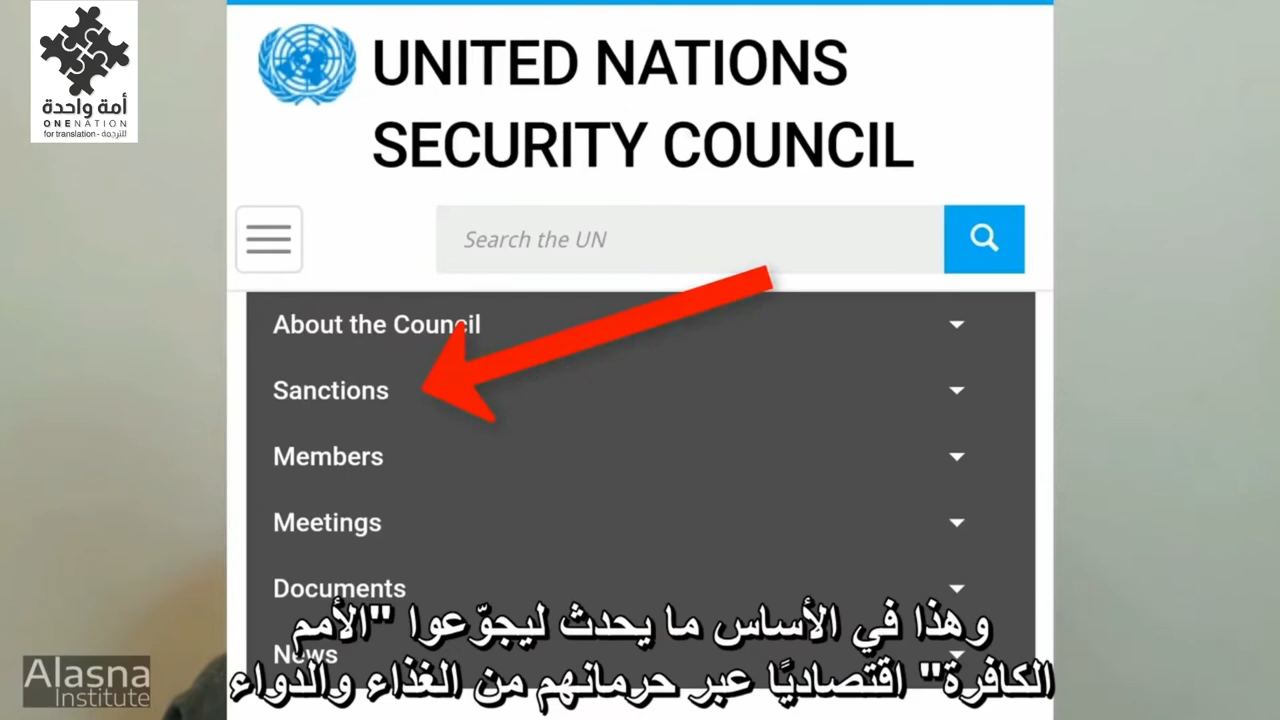 أمة واحدة
ONENATION
for translation - للترجمة
UNITED NATIONS
SECURITY COUNCIL
Search the UN
About the Council
Sanctions
Members
Meetings
Documents
News
وهذا في الأساس ما يحدث ليجوّعوا "الأمم
الكافرة" اقتصاديًا عبر حرمانهم من الغذاء والدواء
Alasna
Institute